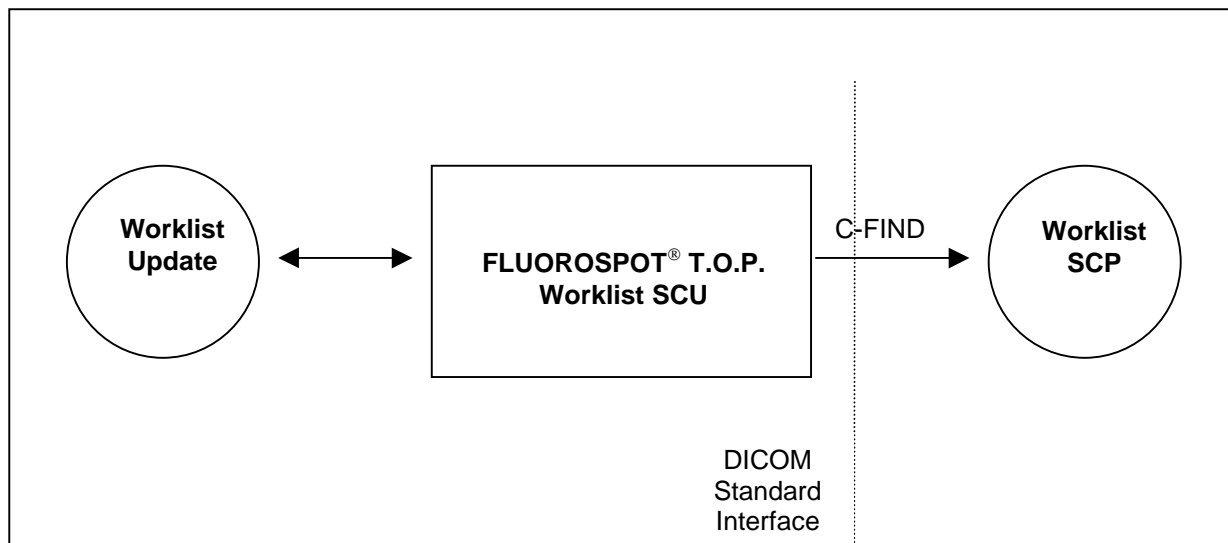 Worklist
Update
FLUOROSPOT® T.O.P.
Worklist SCU
C-FIND
Worklist
SCP
DICOM
Standard
Interface